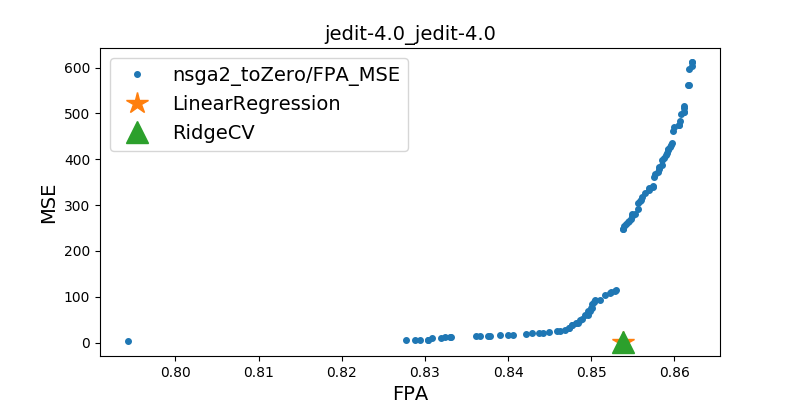 jedit-4.0_jedit-4.0
nsga2_toZero/FPA_MSE
LinearRegression
RidgeCV
MSE
600
500
400
300
200
100
0
0.80 0.81 0.82 0.83 0.84 0.85 0.86
FPA